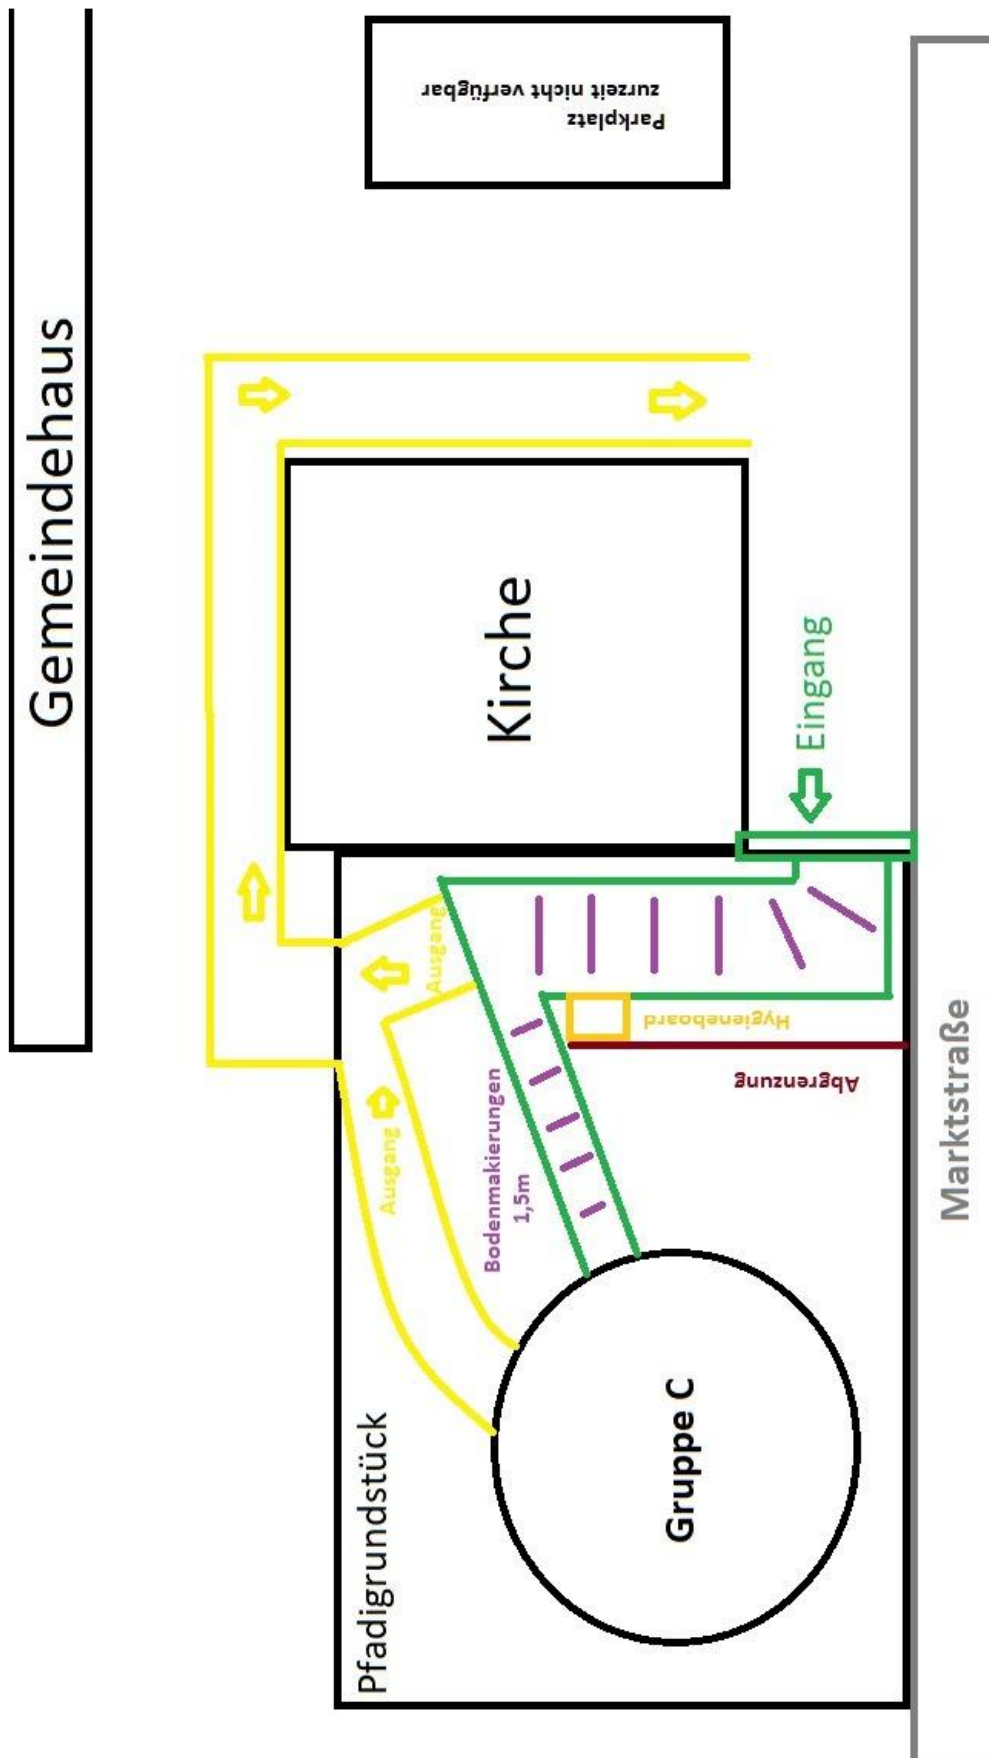 Gemeindehaus
Parkplatz
zurzeit nicht verfügbar
Kirche
Eingang
Ausgang
Ausgang
Hygieneboard
Abgrenzung
Bodenmakierungen
1,5m
Marktstraße
Pfadigrundstück
Gruppe C